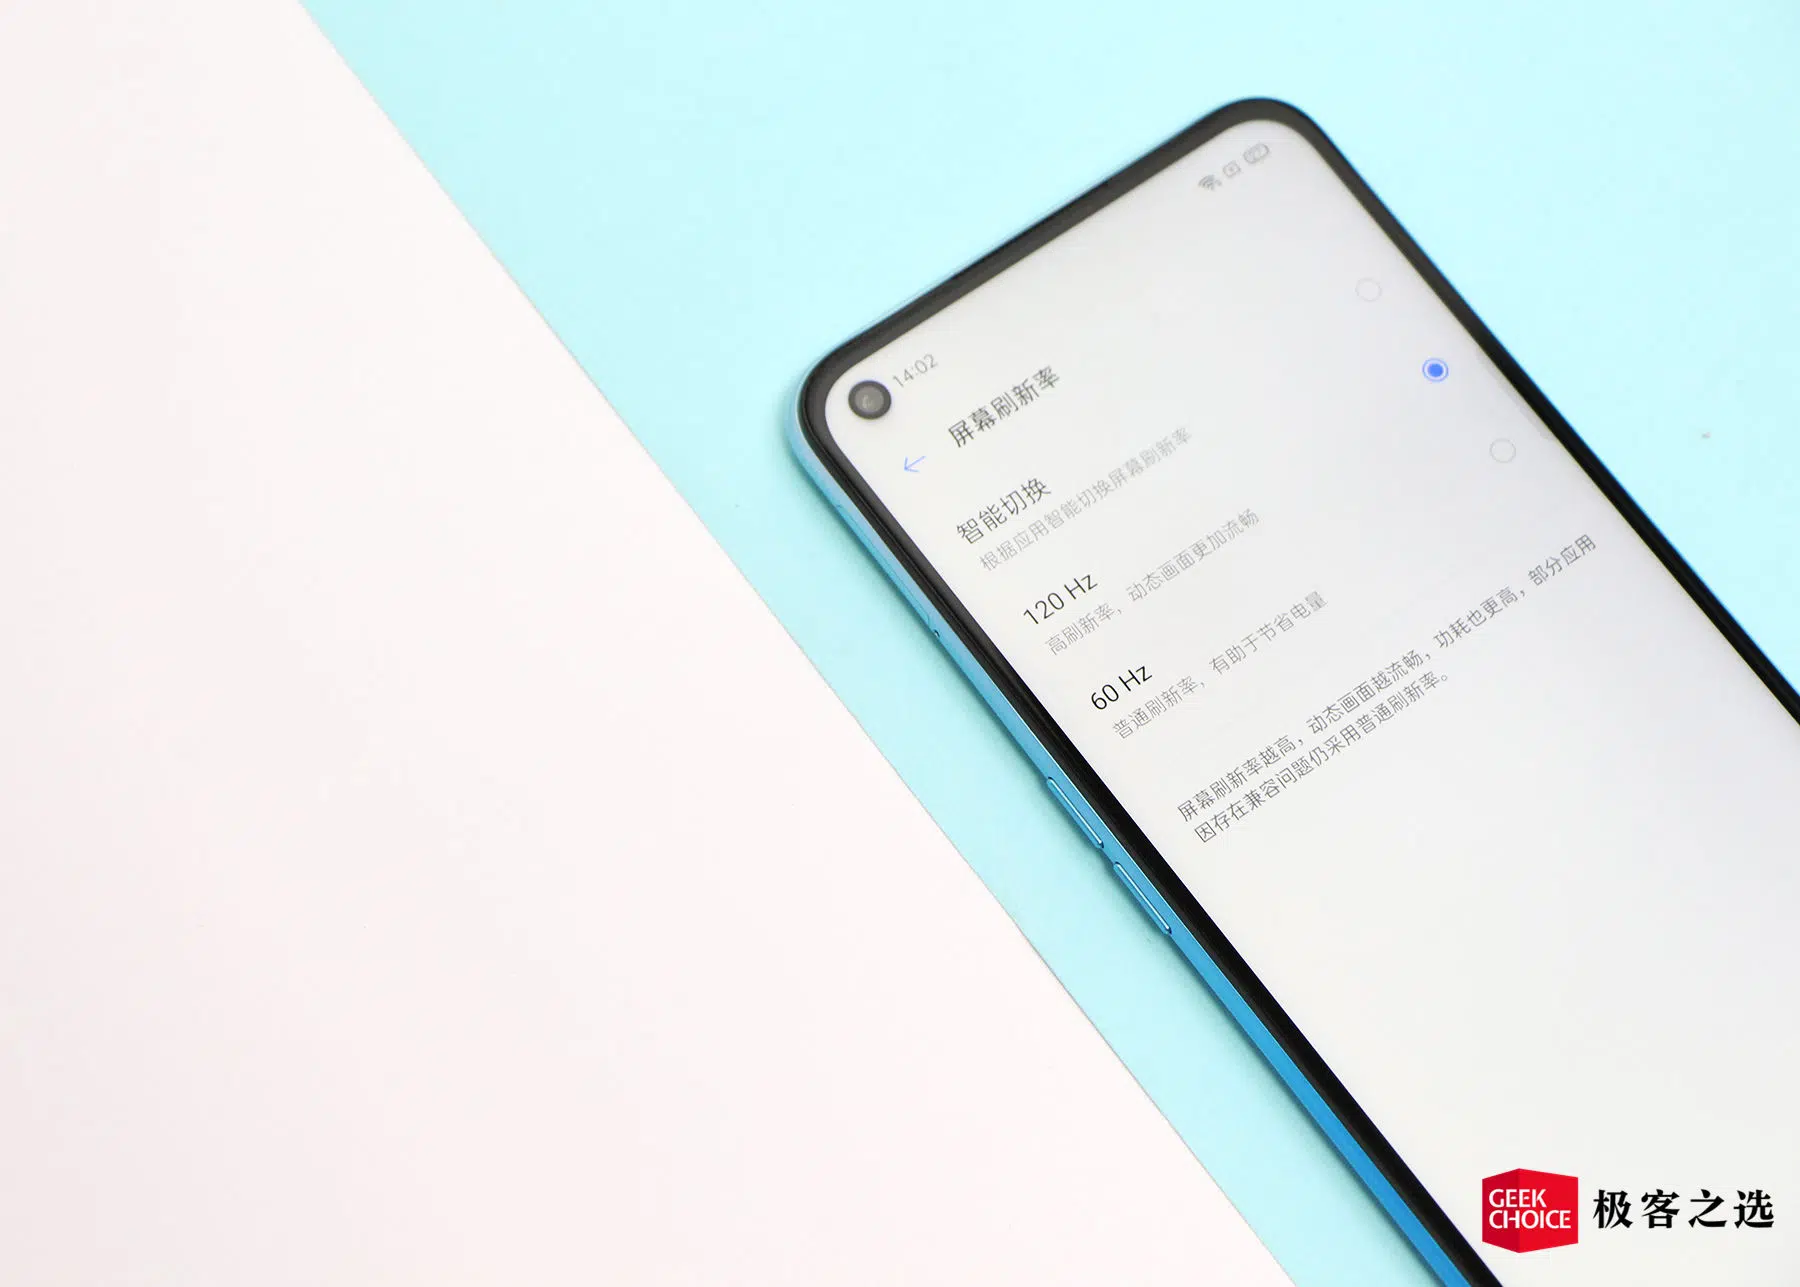 14:02
屏幕刷新率
智能切换
根据应用智能切换屏幕刷新率
120 Hz
高刷新率，动态画面更加流畅
60 Hz
普通刷新率，有助于节省电量
屏幕刷新率越高，动态画面越流畅，功耗也更高，部分应用
因存在兼容问题仍采用普通刷新率。
GEEK
CHOICE
极客之选